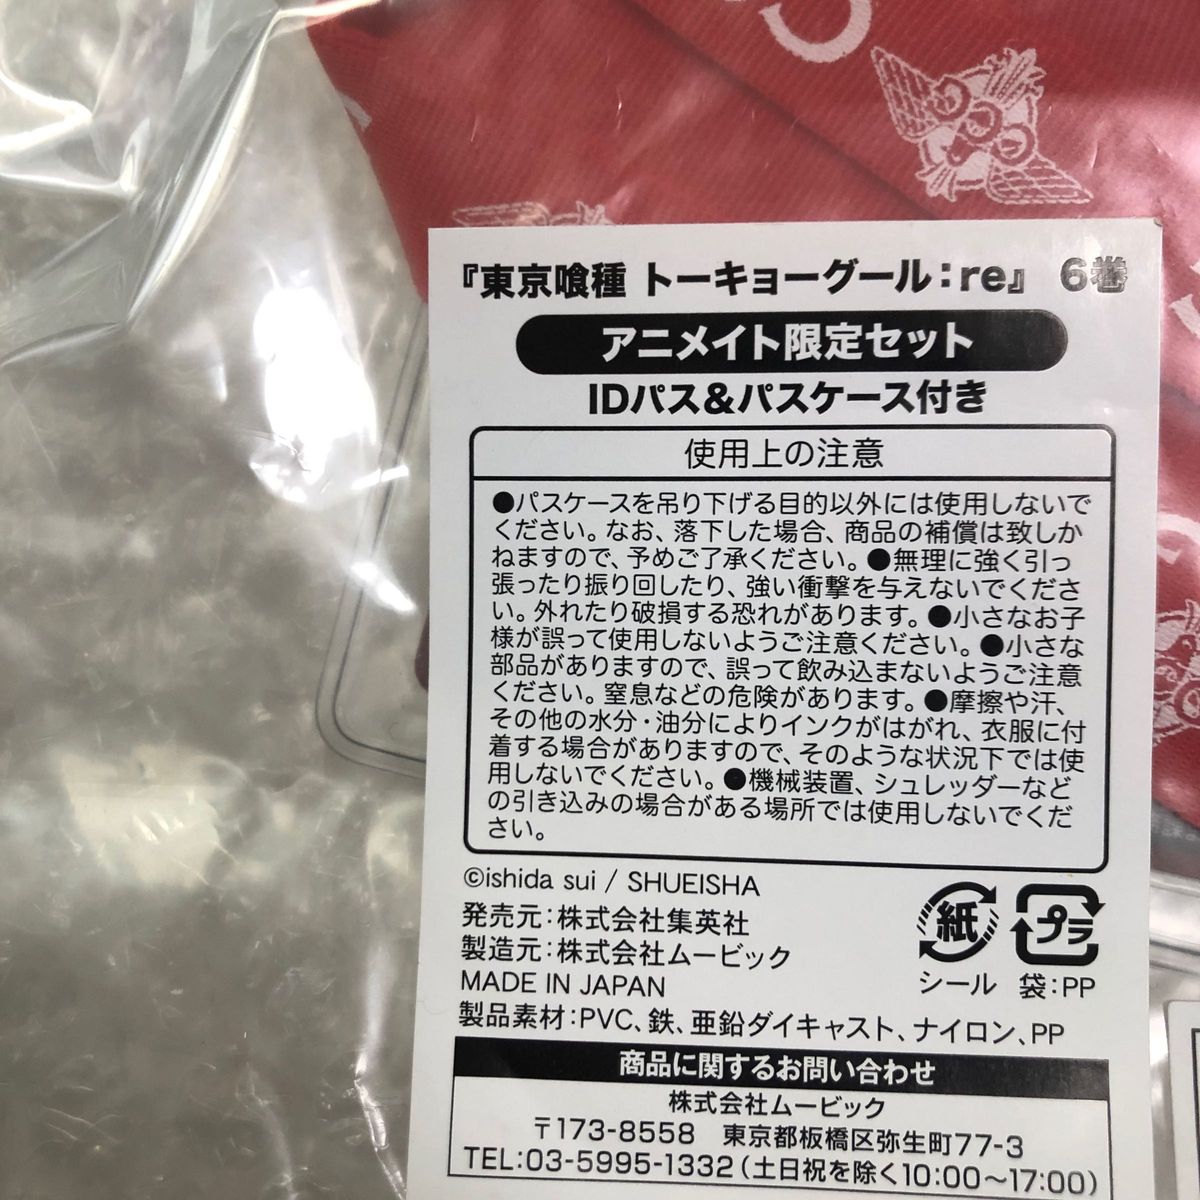 『東京喰種 トーキョーグール:re』 6巻
アニメイト限定セット
IDパス&パスケース付き
使用上の注意
●パスケースを吊り下げる目的以外には使用しないで
ください。なお、落下した場合、商品の補償は致しか
ねますので、予めご了承ください。●無理に強く引っ
張ったり振り回したり、強い衝撃を与えないでくださ
い。外れたり破損する恐れがあります。●小さなお子
様が誤って使用しないようご注意ください。●小さな
部品がありますので、誤って飲み込まないようご注意
ください。窒息などの危険があります。●摩擦や汗、
その他の水分・油分によりインクがはがれ、衣服に付
着する場合がありますので、そのような状況下では使
用しないでください。●機械装置、シュレッダーなど
の引き込みの場合がある場所では使用しないでくだ
さい。
©ishida sui / SHUEISHA
発売元:株式会社集英社
製造元:株式会社ムービック
MADE IN JAPAN
紙 プラ
シール 袋:PP
製品素材:PVC、鉄、亜鉛ダイキャスト、ナイロン、PP
商品に関するお問い合わせ
株式会社ムービック
〒173-8558 東京都板橋区弥生町77-3
TEL:03-5995-1332(土日祝を除く10:00〜17:00)